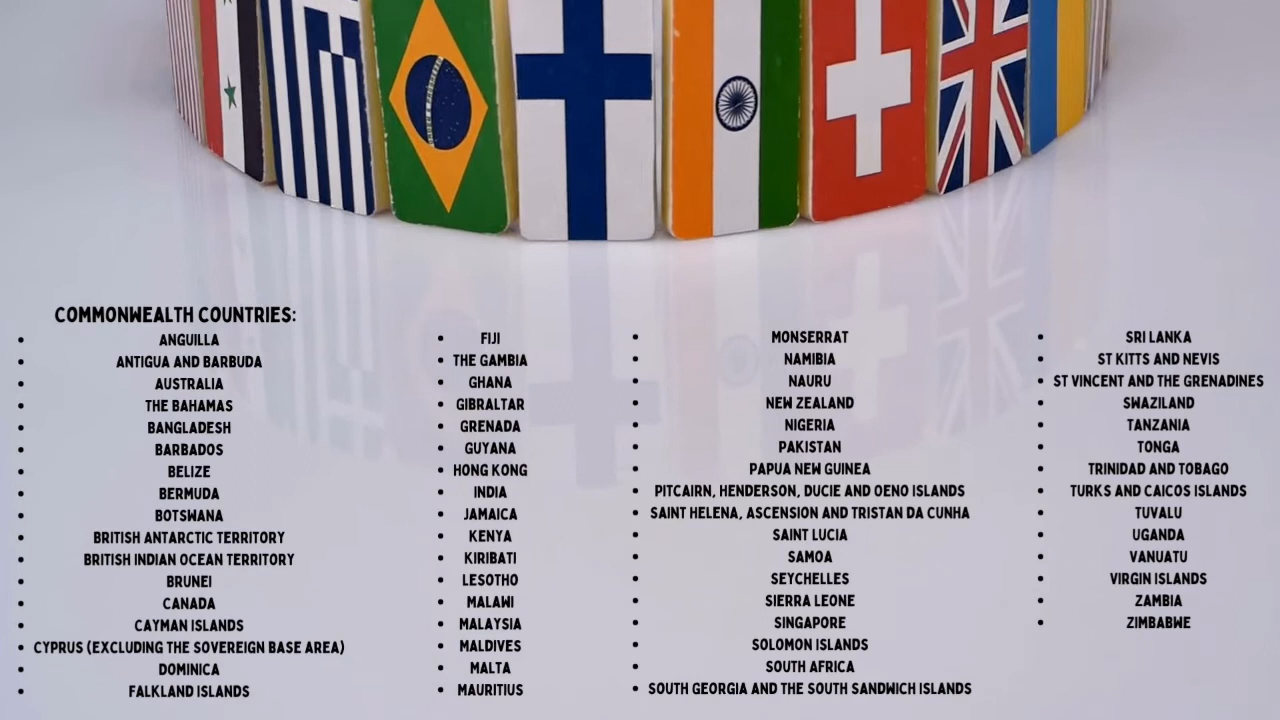 COMMONWEALTH COUNTRIES:
ANGUILLA
ANTIGUA AND BARBUDA
AUSTRALIA
THE BAHAMAS
BANGLADESH
BARBADOS
BELIZE
BERMUDA
BOTSWANA
BRITISH ANTARCTIC TERRITORY
BRITISH INDIAN OCEAN TERRITORY
BRUNEI
CANADA
CAYMAN ISLANDS
CYPRUS (EXCLUDING THE SOVEREIGN BASE AREA)
DOMINICA
FALKLAND ISLANDS
FIJI
THE GAMBIA
GHANA
GIBRALTAR
GRENADA
GUYANA
HONG KONG
INDIA
JAMAICA
KENYA
KIRIBATI
LESOTHO
MALAWI
MALAYSIA
MALDIVES
MALTA
MAURITIUS
MONSERRAT
NAMIBIA
NAURU
NEW ZEALAND
NIGERIA
PAKISTAN
PAPUA NEW GUINEA
PITCAIRN, HENDERSON, DUCIE AND OENO ISLANDS
SAINT HELENA, ASCENSION AND TRISTAN DA CUNHA
SAINT LUCIA
SAMOA
SEYCHELLES
SIERRA LEONE
SINGAPORE
SOLOMON ISLANDS
SOUTH AFRICA
SOUTH GEORGIA AND THE SOUTH SANDWICH ISLANDS
SRI LANKA
ST KITTS AND NEVIS
ST VINCENT AND THE GRENADINES
SWAZILAND
TANZANIA
TONGA
TRINIDAD AND TOBAGO
TURKS AND CAICOS ISLANDS
TUVALU
UGANDA
VANUATU
VIRGIN ISLANDS
ZAMBIA
ZIMBABWE